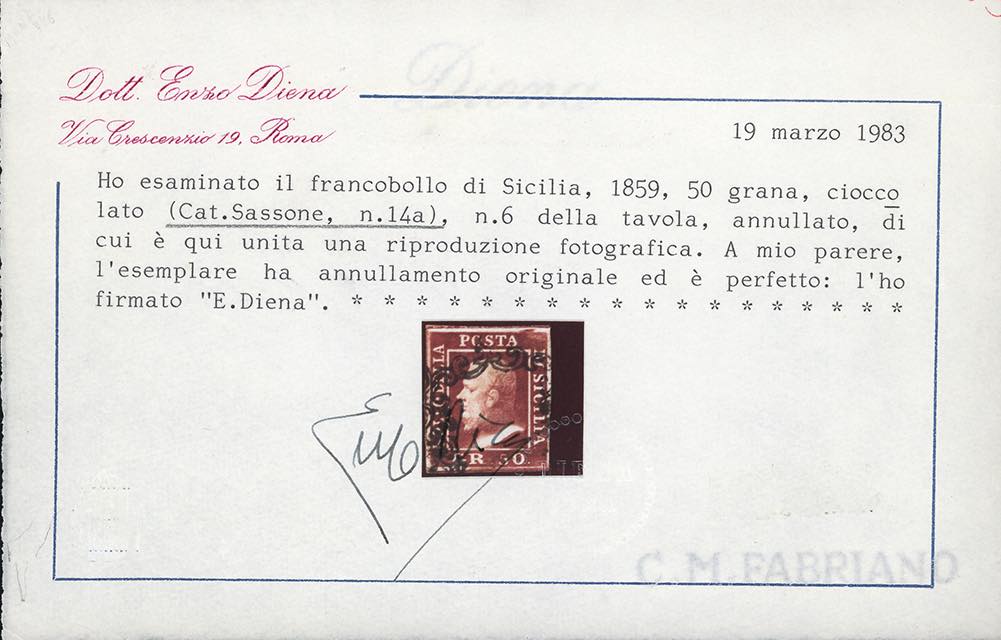 Dott. Enzo Diena
Via Crescenzio 19, Roma
19 marzo 1983
Ho esaminato il francobollo di Sicilia, 1859, 50 grana, ciocco
lato (Cat.Sassone, n.14a), n.6 della tavola, annullato, di
cui è qui unita una riproduzione fotografica. A mio parere,
l'esemplare ha annullamento originale ed è perfetto: l'ho
firmato "E.Diena". * * * * * * * * * * * * * * * * *
POSTA
DI SICILIA
GR. 50.
C.M.FABRIANO
Diena